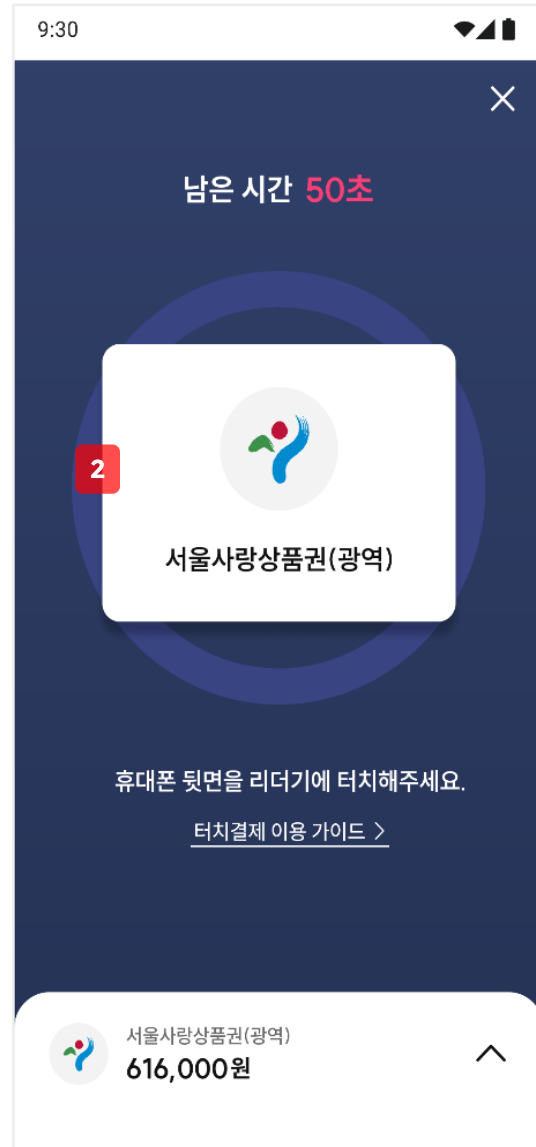 9:30
남은 시간 50초
2
서울사랑상품권(광역)
휴대폰 뒷면을 리더기에 터치해주세요.
터치결제 이용 가이드 >
서울사랑상품권(광역)
616,000원